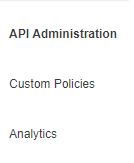 API Administration
Custom Policies
Analytics